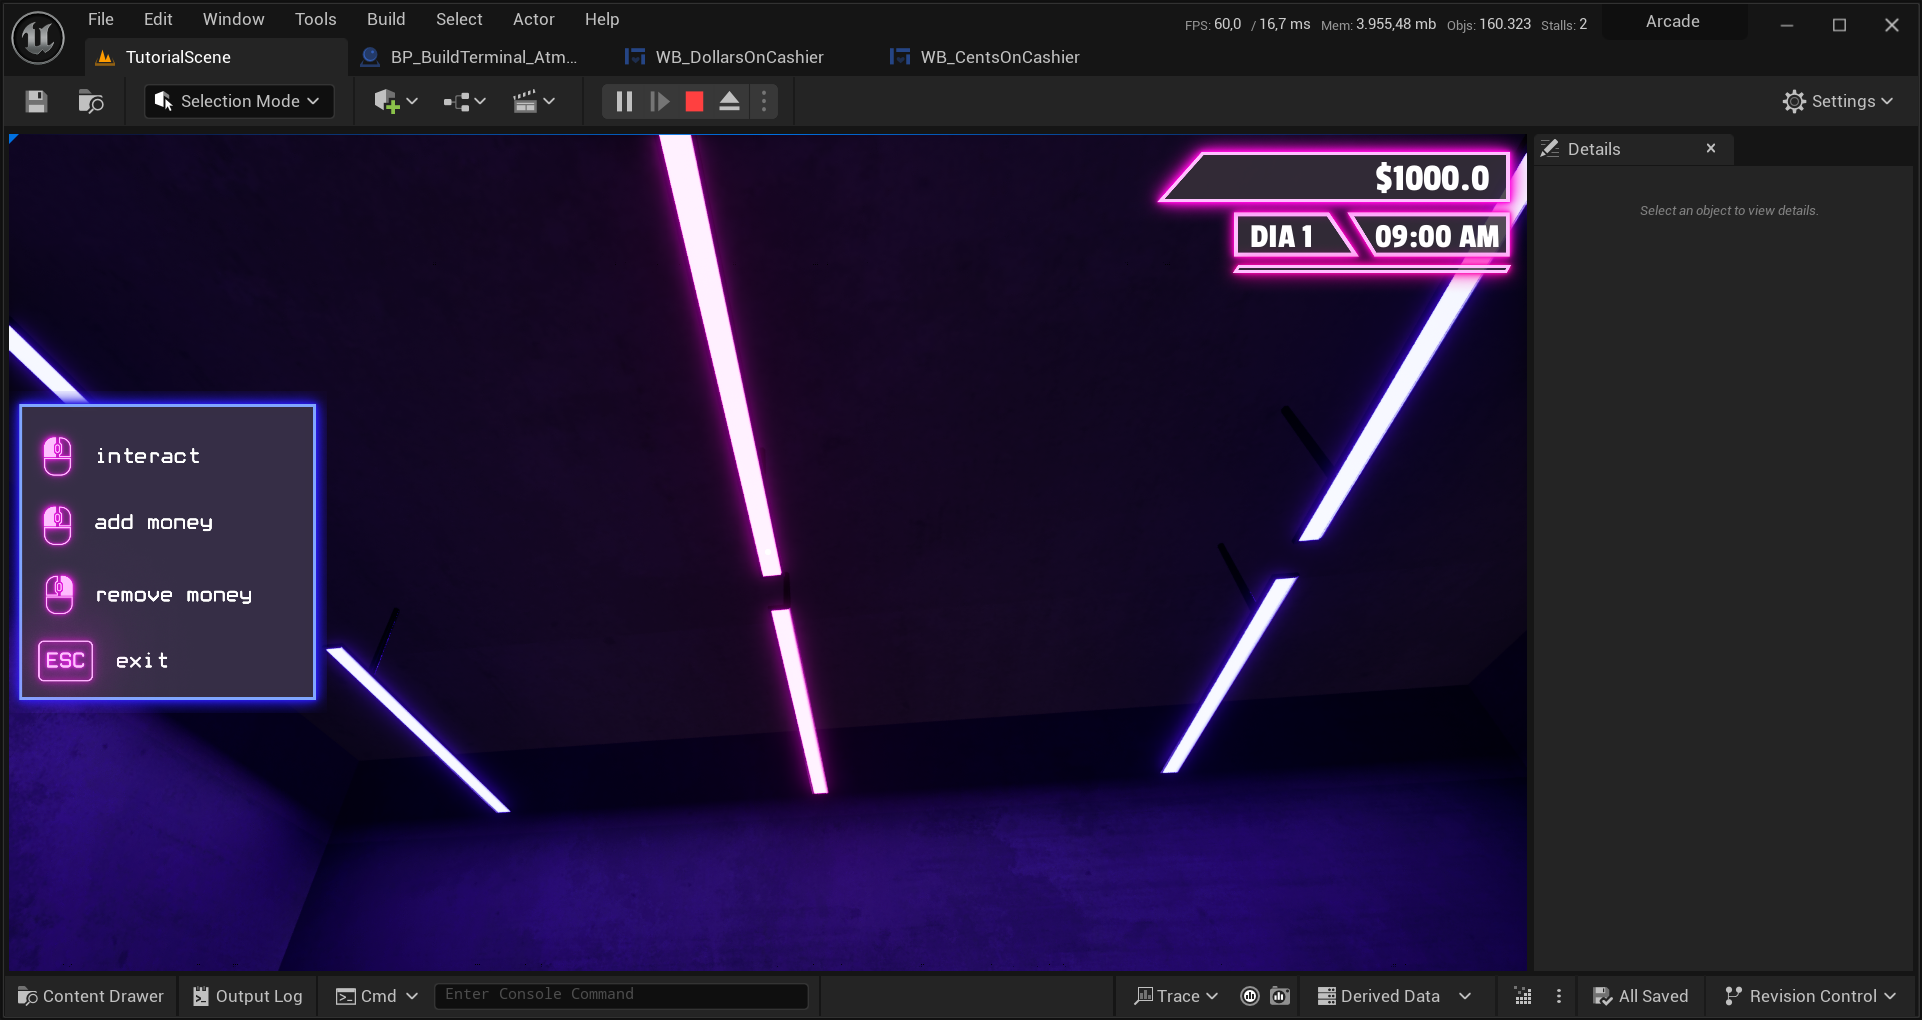 File Edit Window Tools Build Select Actor Help
FPS: 60,0 / 16,7 ms Mem: 3.955,48 mb Objs: 160.323 Stalls: 2
Arcade
TutorialScene
BP_BuildTerminal_Atm...
WB_DollarsOnCashier
WB_CentsOnCashier
Selection Mode
Settings
Details
Select an object to view details.
$1000.0
DIA 1
09:00 AM
interact
add money
remove money
ESC exit
Content Drawer
Output Log
Cmd
Enter Console Command
Trace
Derived Data
All Saved
Revision Control